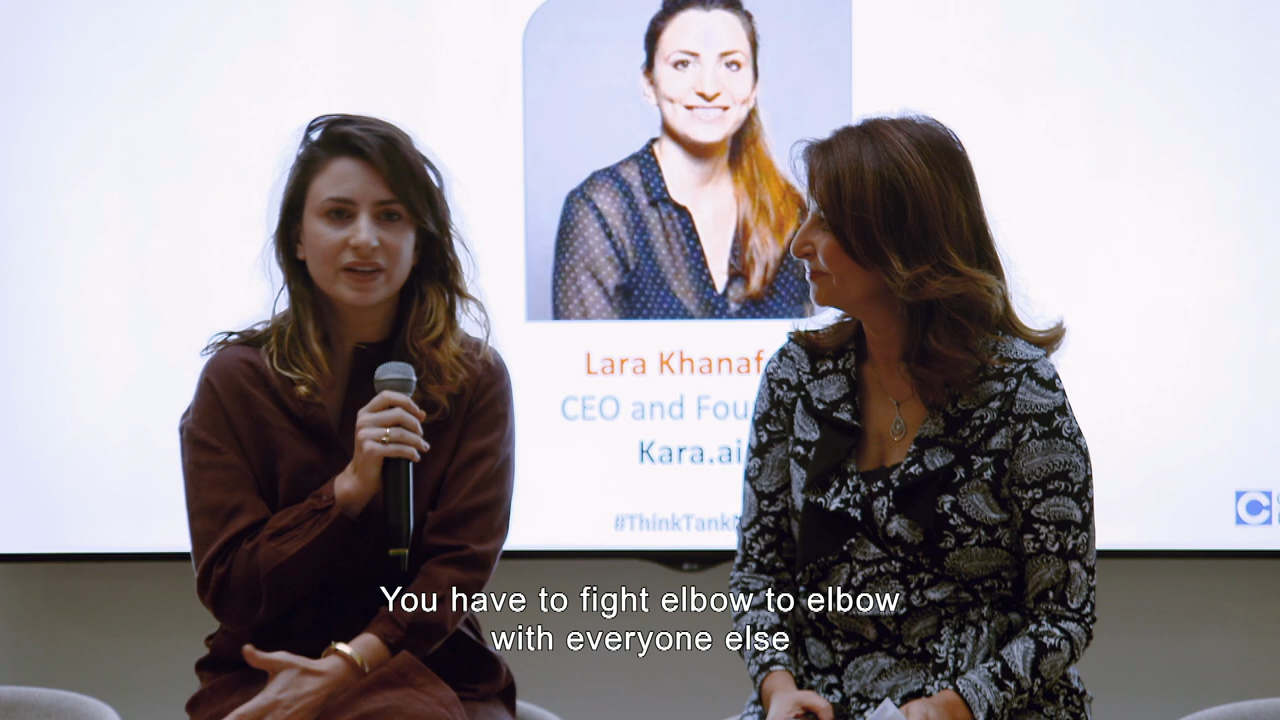 Lara Khanaf
CEO and Fou
Kara.ai
#ThinkTank
C
You have to fight elbow to elbow
with everyone else